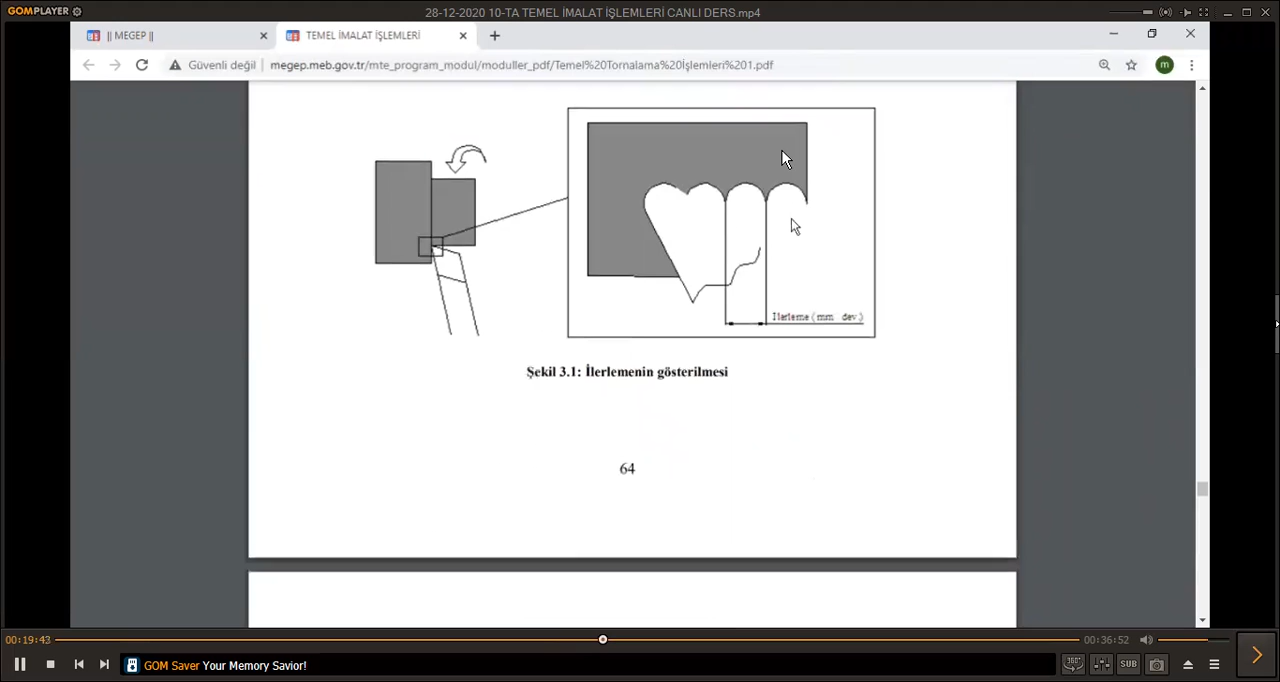 GOMPLAYER
28-12-2020 10-TA TEMEL İMALAT İŞLEMLERİ CANLI DERS.mp4
|| MEGEP ||
TEMEL İMALAT İŞLEMLERİ
Güvenli değil | megep.meb.gov.tr/mte_program_modul/moduller_pdf/Temel%20Tornalama%20İşlemleri%201.pdf
m
İlerleme ( mm dev. )
Şekil 3.1: İlerlemenin gösterilmesi
64
00:19:43
00:36:52
GOM Saver Your Memory Savior!
360°
SUB